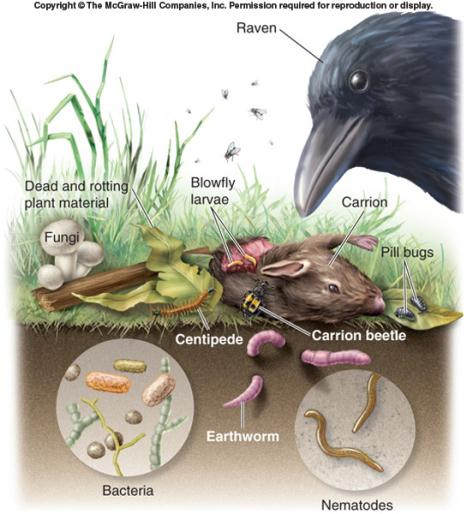 Copyright © The McGraw-Hill Companies, Inc. Permission required for reproduction or display.
Raven
Dead and rotting
plant material
Blowfly
larvae
Carrion
Fungi
Pill bugs
Centipede
Carrion beetle
Earthworm
Bacteria
Nematodes